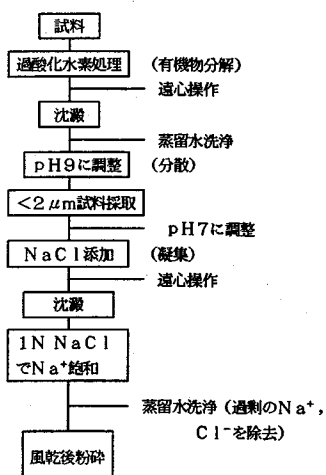 試料
過酸化水素処理 (有機物分解)
遠心操作
沈澱
蒸留水洗浄
pH9に調整 (分散)
<2μm試料採取
pH7に調整
NaCl添加 (凝集)
遠心操作
沈澱
1N NaCl
でNa⁺飽和
蒸留水洗浄 (過剰のNa⁺,
Cl⁻を除去)
風乾後粉砕